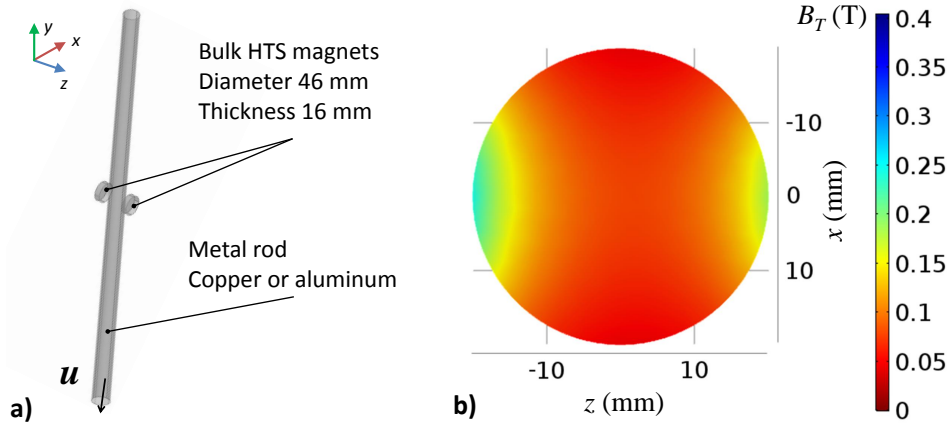 y
x
z
Bulk HTS magnets
Diameter 46 mm
Thickness 16 mm
Metal rod
Copper or aluminum
u
a)
B_T (T)
0.4
0.35
0.3
0.25
0.2
0.15
0.1
0.05
0
-10
0
10
x (mm)
-10
10
z (mm)
b)